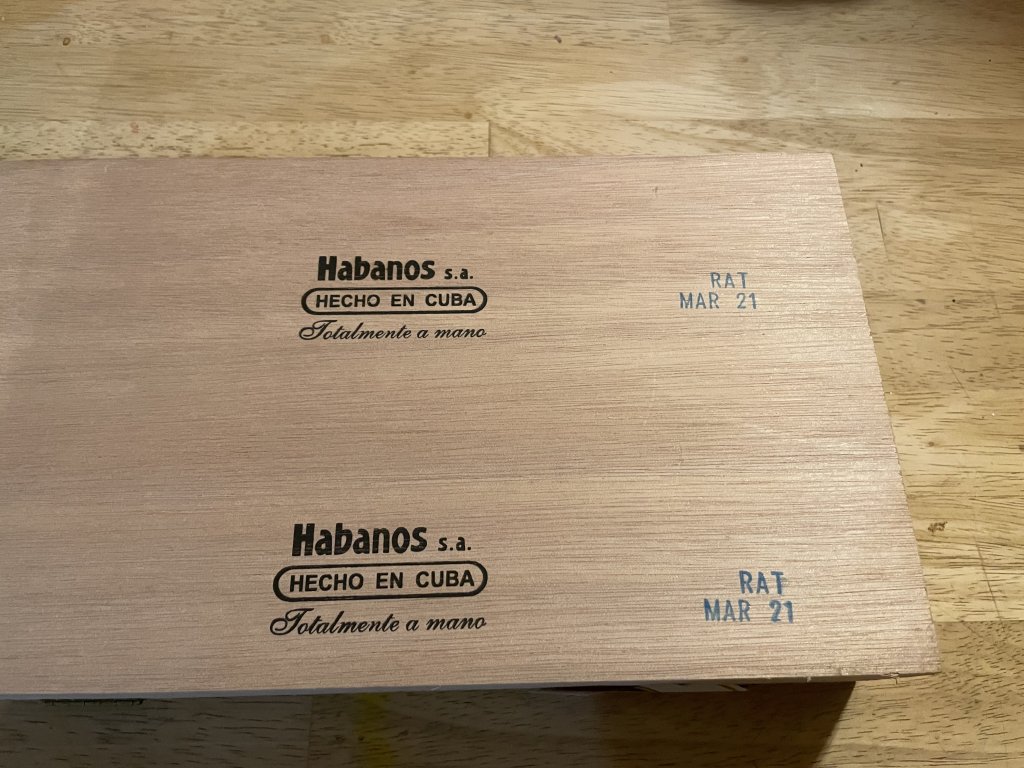 Habanos s.a.
HECHO EN CUBA
Totalmente a mano
RAT
MAR 21
Habanos s.a.
HECHO EN CUBA
Totalmente a mano
RAT
MAR 21